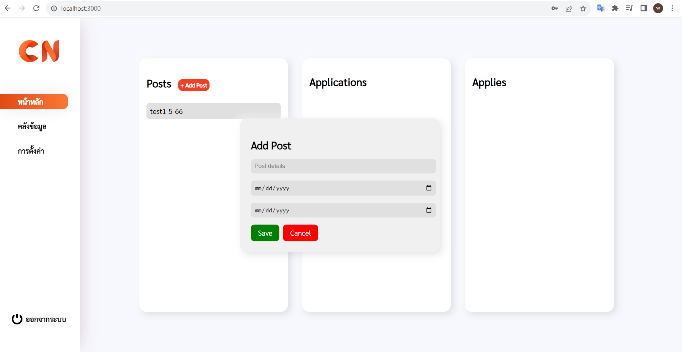 localhost:3000
CN
หน้าหลัก
คลังข้อมูล
การตั้งค่า
ออกจากระบบ
Posts
+ Add Post
test1 5-66
Applications
Applies
Add Post
Post details
mm/dd/yyyy
mm/dd/yyyy
Save
Cancel